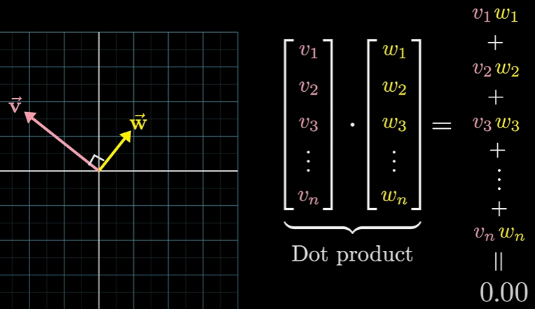 v⃗
w⃗
[v₁ v₂ v₃ ⋮ vₙ] · [w₁ w₂ w₃ ⋮ wₙ] =
Dot product
v₁w₁
+
v₂w₂
+
v₃w₃
+
⋮
+
vₙwₙ
=
0.00